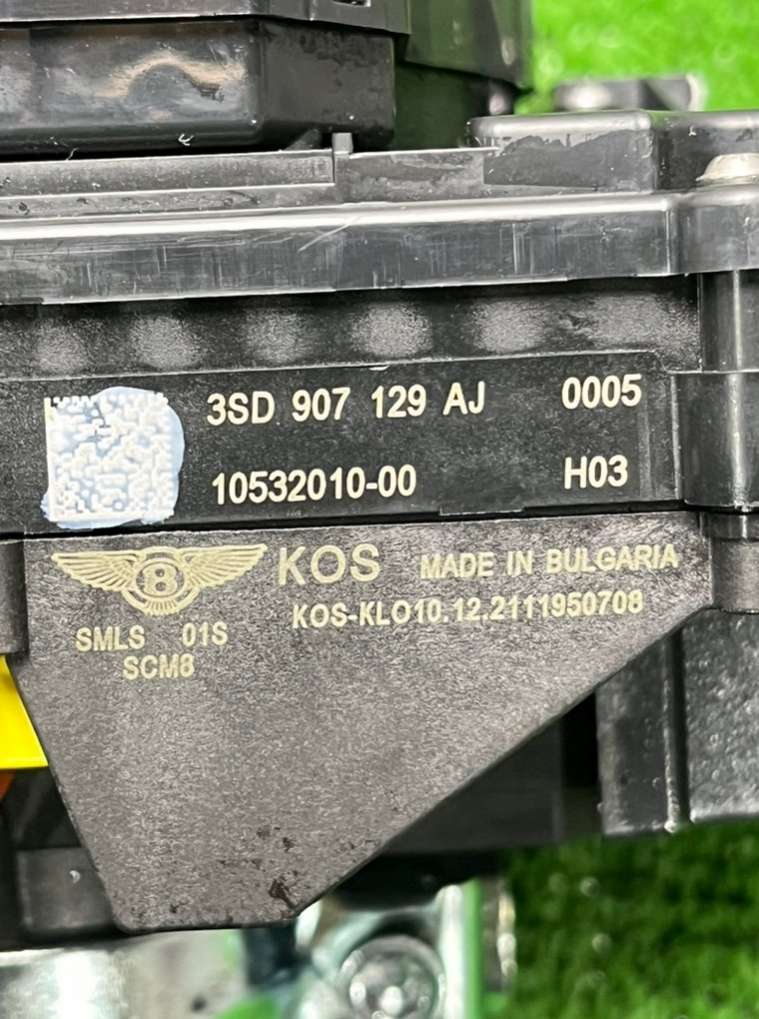 3SD 907 129 AJ 0005
10532010-00 H03
B
KOS MADE IN BULGARIA
KOS-KLO10.12.2111950708
SMLS 01S
SCM8